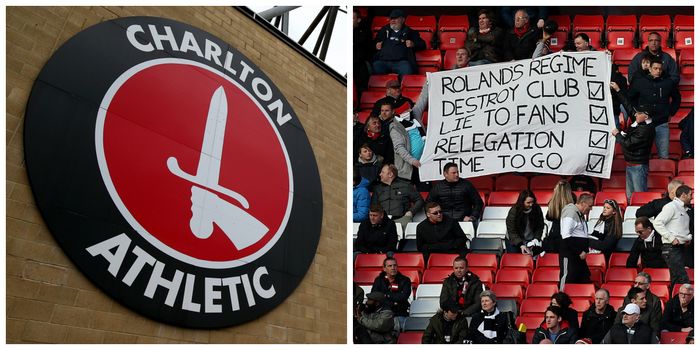 CHARLTON
ATHLETIC
ROLANDS REGIME
DESTROY CLUB
LIE TO FANS
RELEGATION
TIME TO GO